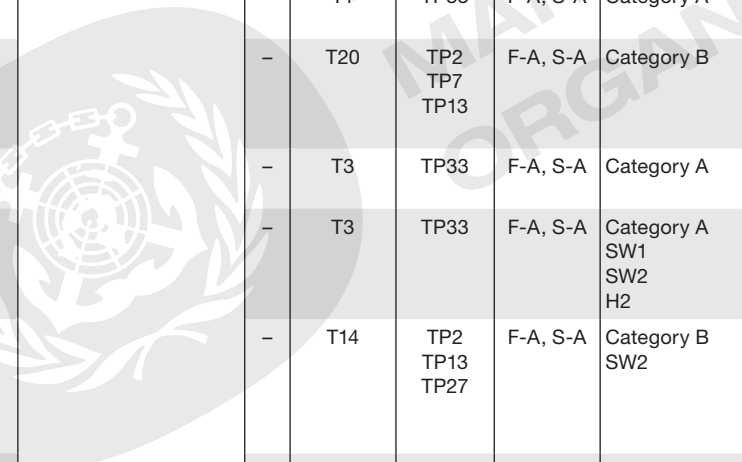 – T20 TP2 F-A, S-A Category B
TP7
TP13
– T3 TP33 F-A, S-A Category A
– T3 TP33 F-A, S-A Category A
SW1
SW2
H2
– T14 TP2 F-A, S-A Category B
TP13 SW2
TP27